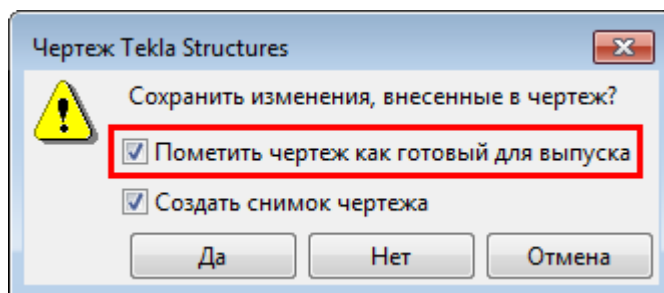 Чертеж Tekla Structures
Сохранить изменения, внесенные в чертеж?
Пометить чертеж как готовый для выпуска
Создать снимок чертежа
Да Нет Отмена